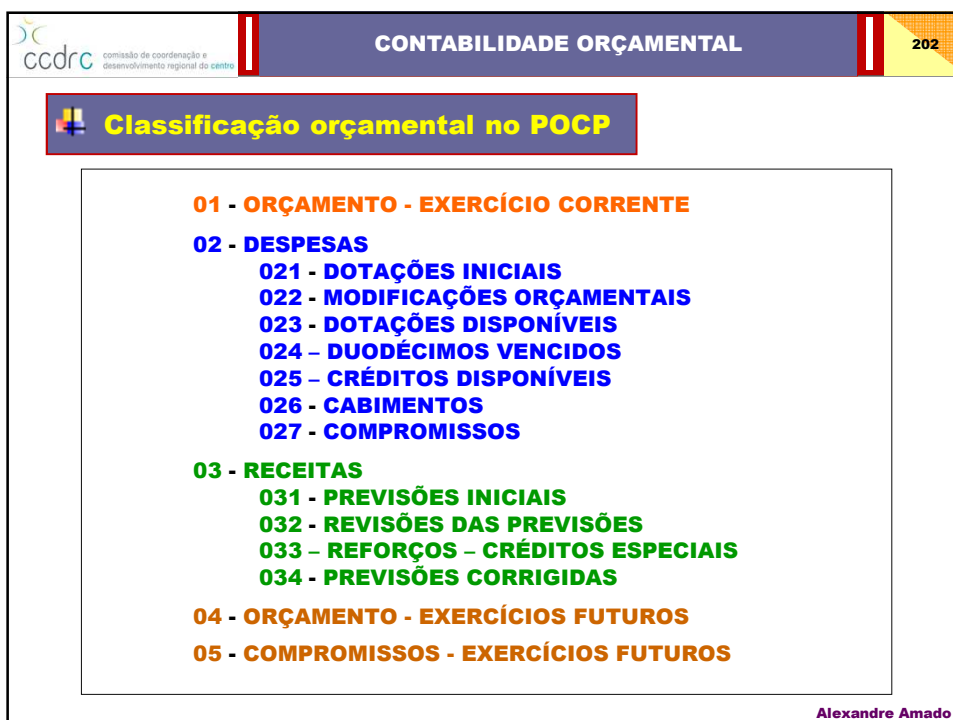 ccdrc
comissão de coordenação e
desenvolvimento regional do centro
CONTABILIDADE ORÇAMENTAL
202
Classificação orçamental no POCP
01 - ORÇAMENTO - EXERCÍCIO CORRENTE
02 - DESPESAS
021 - DOTAÇÕES INICIAIS
022 - MODIFICAÇÕES ORÇAMENTAIS
023 - DOTAÇÕES DISPONÍVEIS
024 – DUODÉCIMOS VENCIDOS
025 – CRÉDITOS DISPONÍVEIS
026 - CABIMENTOS
027 - COMPROMISSOS
03 - RECEITAS
031 - PREVISÕES INICIAIS
032 - REVISÕES DAS PREVISÕES
033 – REFORÇOS – CRÉDITOS ESPECIAIS
034 - PREVISÕES CORRIGIDAS
04 - ORÇAMENTO - EXERCÍCIOS FUTUROS
05 - COMPROMISSOS - EXERCÍCIOS FUTUROS
Alexandre Amado